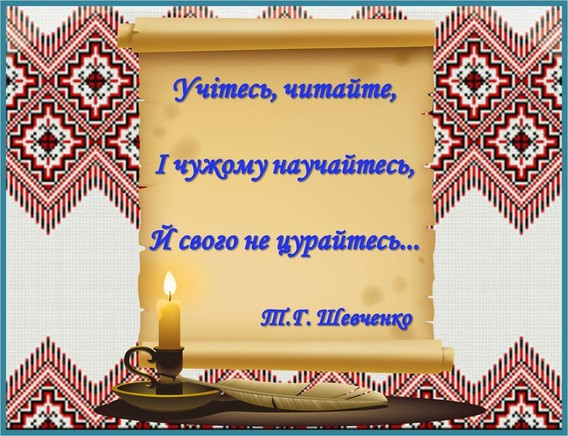 Учітесь, читайте,
І чужому научайтесь,
Й свого не цурайтесь...
Т.Г. Шевченко